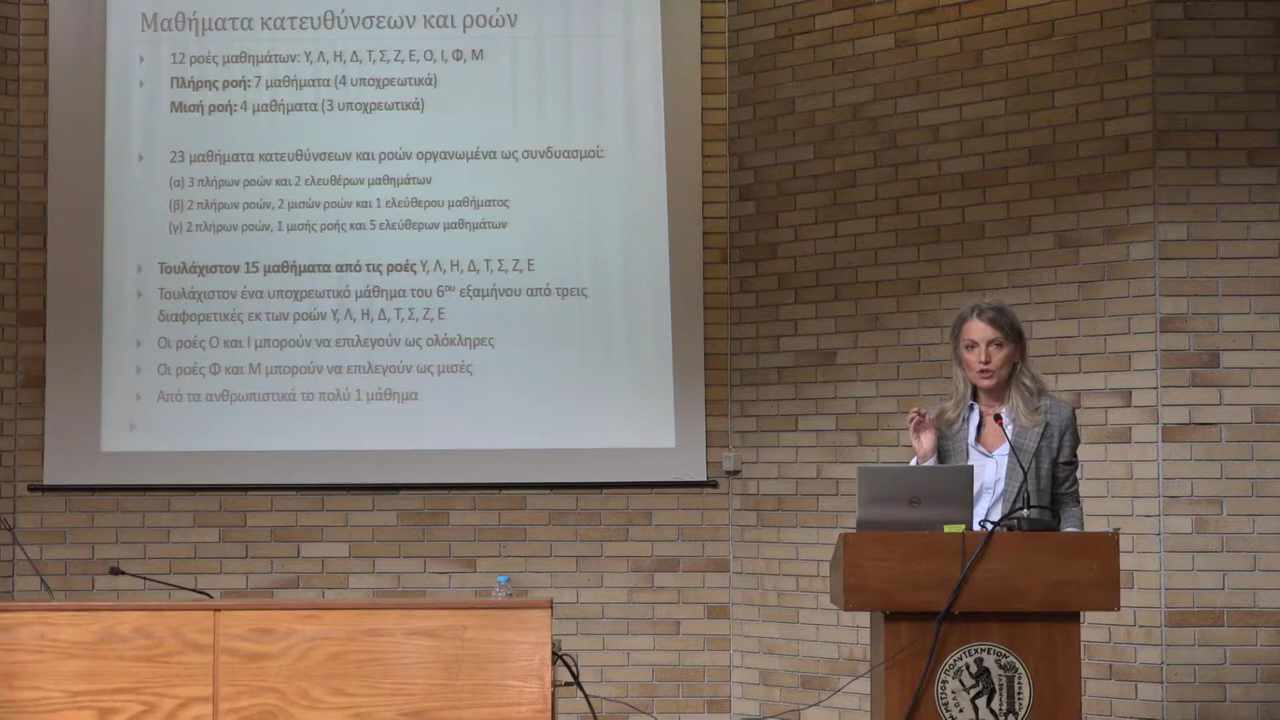 Μαθήματα κατευθύνσεων και ροών
12 ροές μαθημάτων: Υ, Λ, Η, Δ, Τ, Σ, Ζ, Ε, Ο, Ι, Φ, Μ
Πλήρης ροή: 7 μαθήματα (4 υποχρεωτικά)
Μισή ροή: 4 μαθήματα (3 υποχρεωτικά)
23 μαθήματα κατευθύνσεων και ροών οργανωμένα ως συνδυασμοί:
(α) 3 πλήρων ροών και 2 ελευθέρων μαθημάτων
(β) 2 πλήρων ροών, 2 μισών ροών και 1 ελεύθερου μαθήματος
(γ) 2 πλήρων ροών, 1 μισής ροής και 5 ελεύθερων μαθημάτων
Τουλάχιστον 15 μαθήματα από τις ροές Υ, Λ, Η, Δ, Τ, Σ, Ζ, Ε
Τουλάχιστον ένα υποχρεωτικό μάθημα του 6ου εξαμήνου από τρεις
διαφορετικές εκ των ροών Υ, Λ, Η, Δ, Τ, Σ, Ζ, Ε
Οι ροές Ο και Ι μπορούν να επιλεγούν ως ολόκληρες
Οι ροές Φ και Μ μπορούν να επιλεγούν ως μισές
Από τα ανθρωπιστικά το πολύ 1 μάθημα
DELL
ΠΟΛΥΤΕΧΝΕΙΟΝ